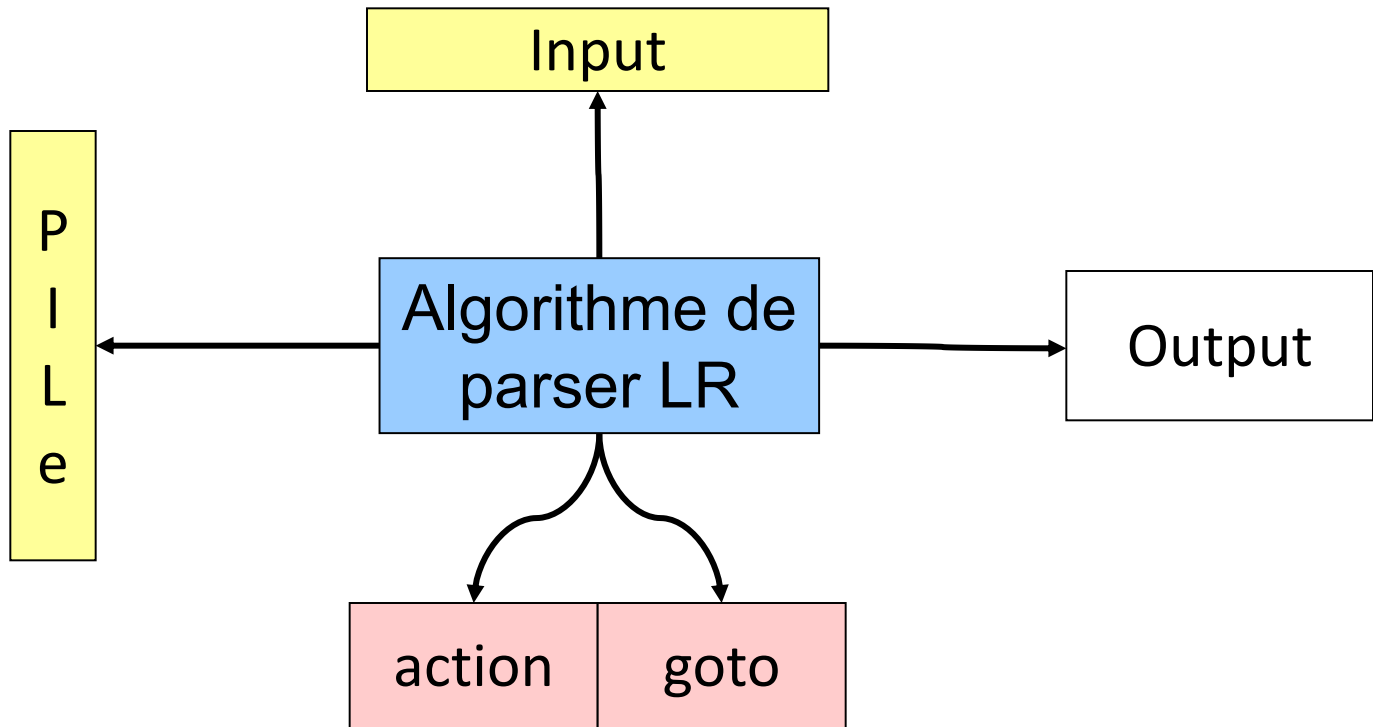 Input
P
I
L
e
Algorithme de
parser LR
Output
action
goto